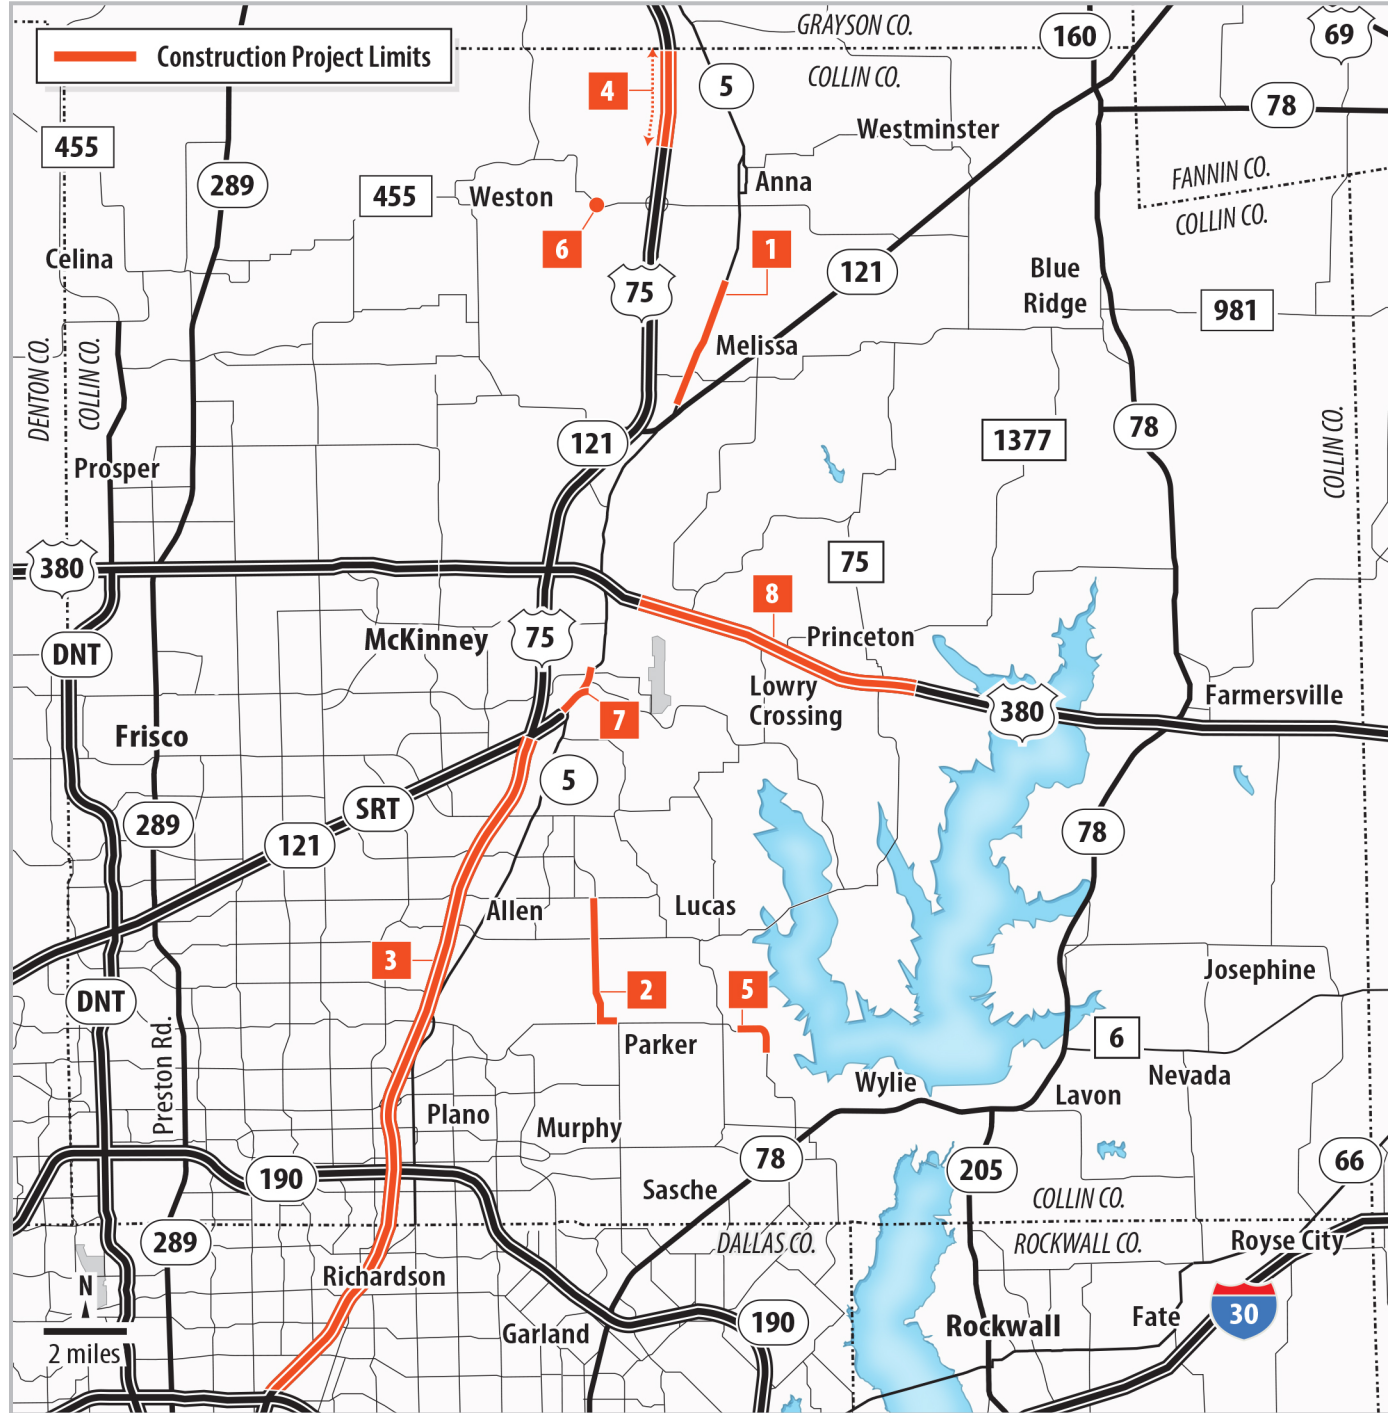 GRAYSON CO.
160
69
Construction Project Limits
COLLIN CO.
4
5
78
455
Westminster
289
455
Weston
Anna
FANNIN CO.
COLLIN CO.
6
1
Celina
121
Blue
Ridge
75
981
DENTON CO.
COLLIN CO.
Melissa
121
1377
78
COLLIN CO.
Prosper
380
75
8
McKinney
75
Princeton
DNT
Lowry
Crossing
Farmersville
380
7
Frisco
5
SRT
289
121
78
Allen
Lucas
3
2
5
Josephine
DNT
Preston Rd.
Parker
6
Nevada
Wylie
Lavon
Plano
Murphy
78
205
66
190
Sasche
COLLIN CO.
289
DALLAS CO.
ROCKWALL CO.
Royse City
Richardson
N
30
2 miles
Garland
190
Rockwall
Fate